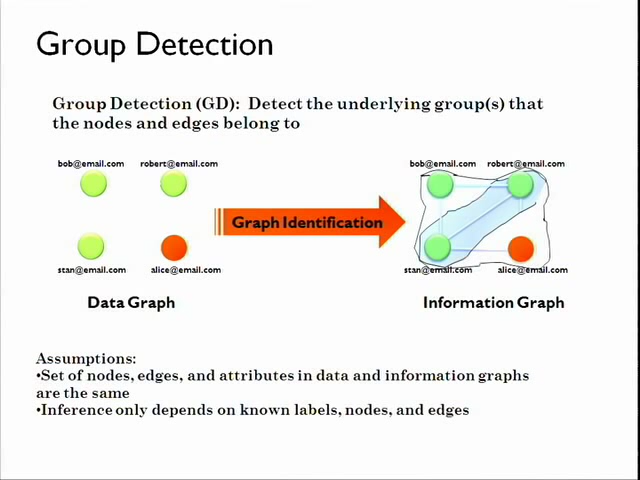 Group Detection
Group Detection (GD): Detect the underlying group(s) that
the nodes and edges belong to
bob@email.com robert@email.com
stan@email.com alice@email.com
Data Graph
Graph Identification
bob@email.com robert@email.com
stan@email.com alice@email.com
Information Graph
Assumptions:
•Set of nodes, edges, and attributes in data and information graphs
are the same
•Inference only depends on known labels, nodes, and edges